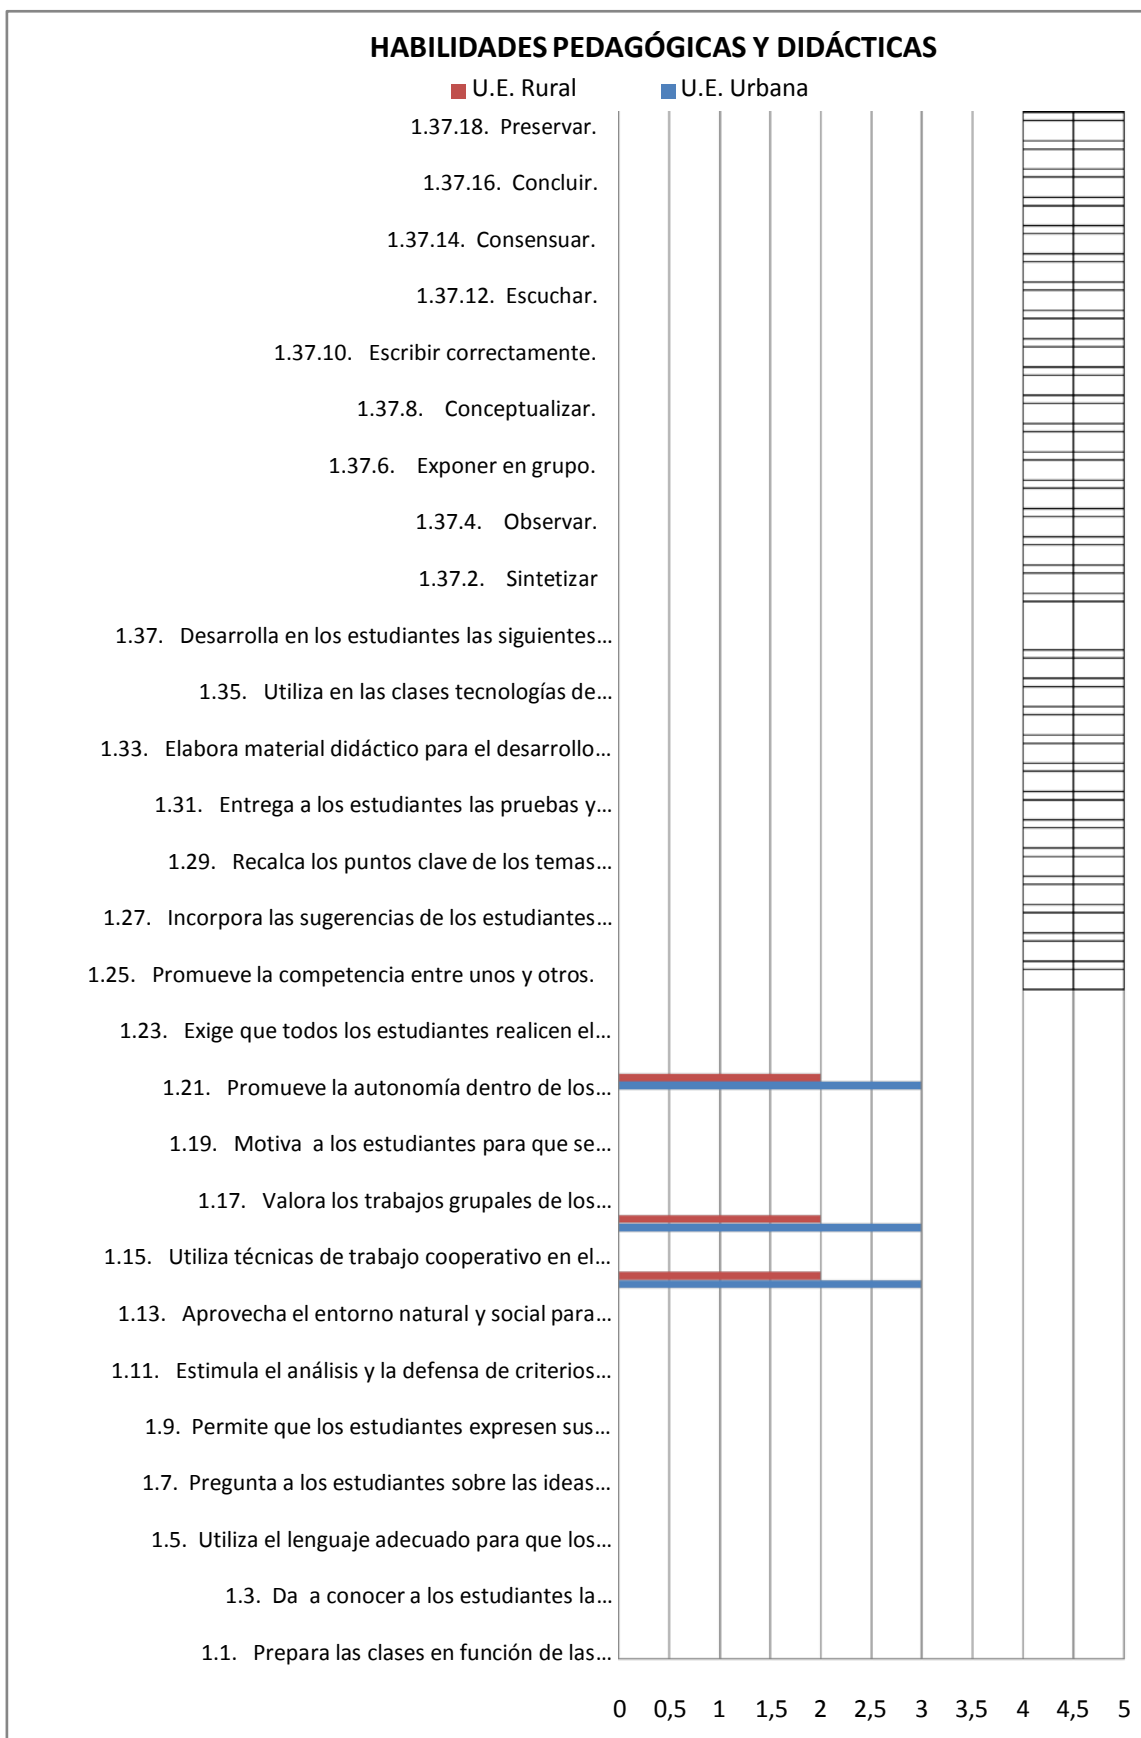 HABILIDADES PEDAGÓGICAS Y DIDÁCTICAS
U.E. Rural U.E. Urbana
1.37.18. Preservar.
1.37.16. Concluir.
1.37.14. Consensuar.
1.37.12. Escuchar.
1.37.10. Escribir correctamente.
1.37.8. Conceptualizar.
1.37.6. Exponer en grupo.
1.37.4. Observar.
1.37.2. Sintetizar
1.37. Desarrolla en los estudiantes las siguientes...
1.35. Utiliza en las clases tecnologías de...
1.33. Elabora material didáctico para el desarrollo...
1.31. Entrega a los estudiantes las pruebas y...
1.29. Recalca los puntos clave de los temas...
1.27. Incorpora las sugerencias de los estudiantes...
1.25. Promueve la competencia entre unos y otros.
1.23. Exige que todos los estudiantes realicen el...
1.21. Promueve la autonomía dentro de los...
1.19. Motiva a los estudiantes para que se...
1.17. Valora los trabajos grupales de los...
1.15. Utiliza técnicas de trabajo cooperativo en el...
1.13. Aprovecha el entorno natural y social para...
1.11. Estimula el análisis y la defensa de criterios...
1.9. Permite que los estudiantes expresen sus...
1.7. Pregunta a los estudiantes sobre las ideas...
1.5. Utiliza el lenguaje adecuado para que los...
1.3. Da a conocer a los estudiantes la...
1.1. Prepara las clases en función de las...
0 0,5 1 1,5 2 2,5 3 3,5 4 4,5 5